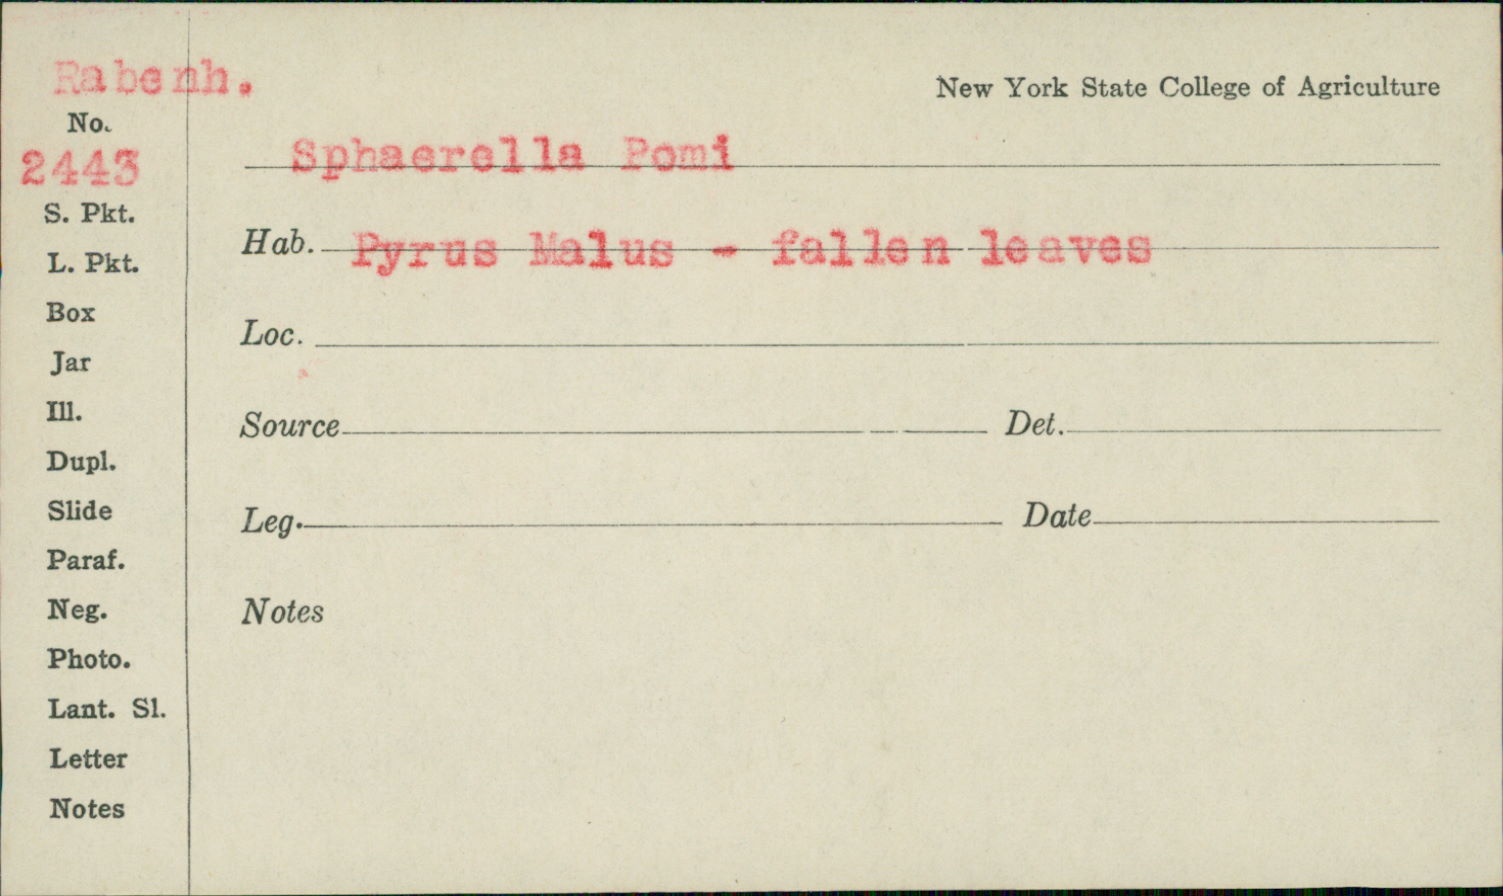 Rabenh.
New York State College of Agriculture
No.
2443
Sphaerella Pomi
S. Pkt.
Hab. Pyrus Malus - fallen leaves
L. Pkt.
Box
Loc.
Jar
Ill.
Source Det.
Dupl.
Slide
Leg. Date
Paraf.
Neg.
Notes
Photo.
Lant. Sl.
Letter
Notes